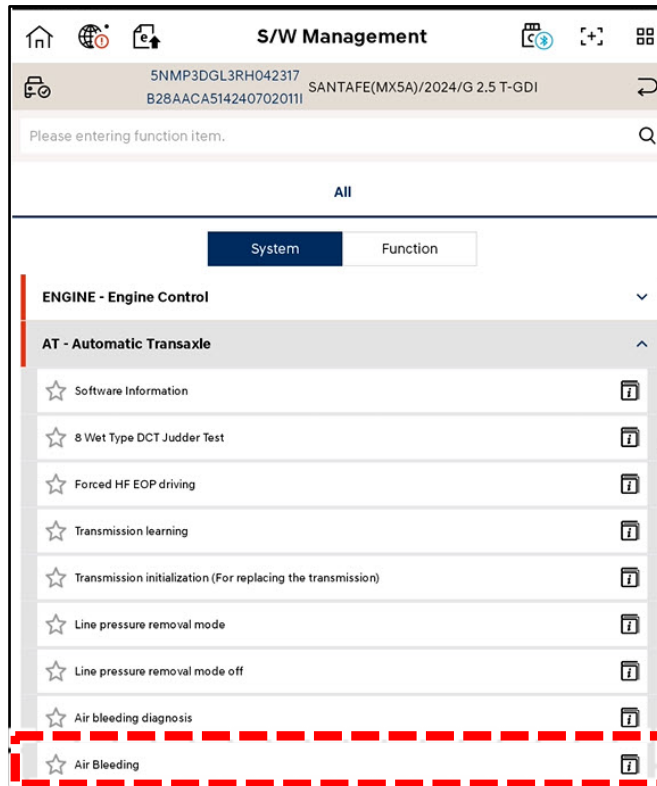 S/W Management
5NMP3DGL3RH042317
B28AACA514240702011I
SANTAFE(MX5A)/2024/G 2.5 T-GDI
Please entering function item.
All
System Function
ENGINE - Engine Control
AT - Automatic Transaxle
Software Information
8 Wet Type DCT Judder Test
Forced HF EOP driving
Transmission learning
Transmission initialization (For replacing the transmission)
Line pressure removal mode
Line pressure removal mode off
Air bleeding diagnosis
Air Bleeding